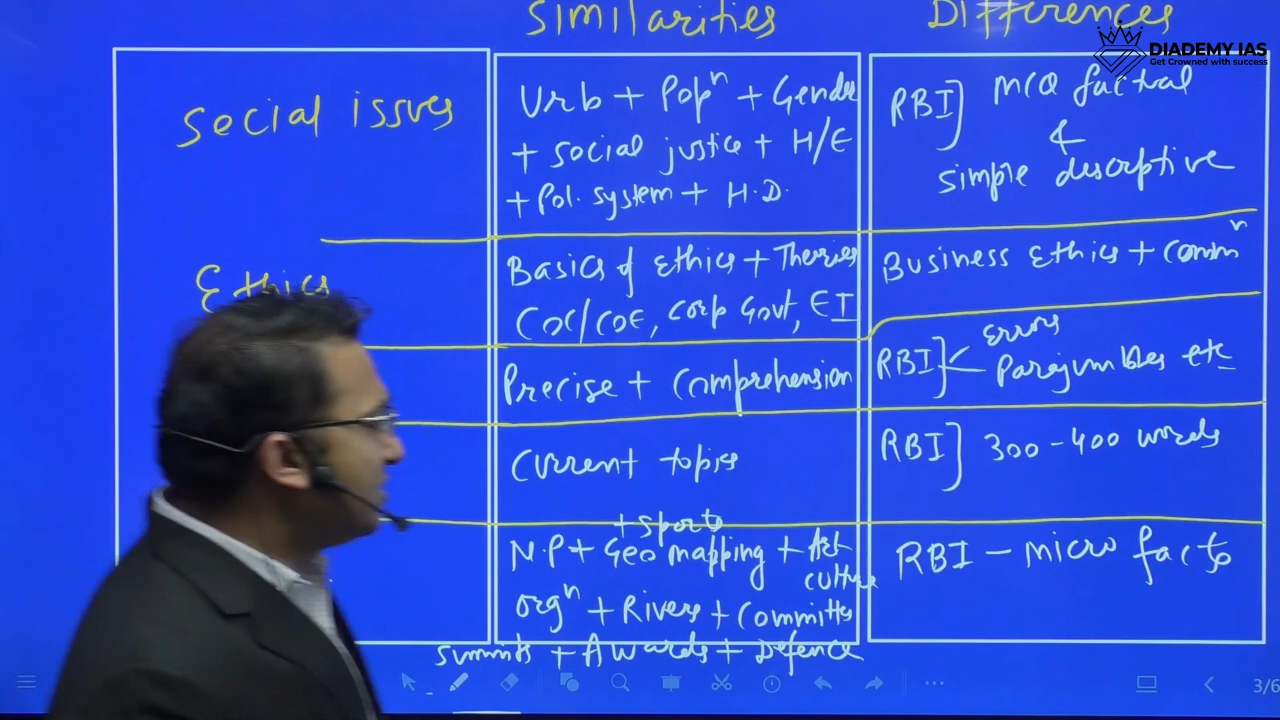 Similarities
Differences
DIADEMY IAS
Get Crowned with success
Social issues
Urb + Popn + Gender
+ social justice + H/E
+ Pol. system + H.D.
RBI] MCQ factual
&
simple descriptive
Ethics
Basics of Ethics + Theories
COC/COE, Corp Govt, EI
Business Ethics + Commn
Precise + Comprehension
RBI]< Errors
Parajumbles etc
Current topics
RBI] 300-400 words
+ sports
N.P + Geo mapping + Art
culture
orgn + Rivers + Committes
summits + Awards + Defence
RBI - micro facts
3/6